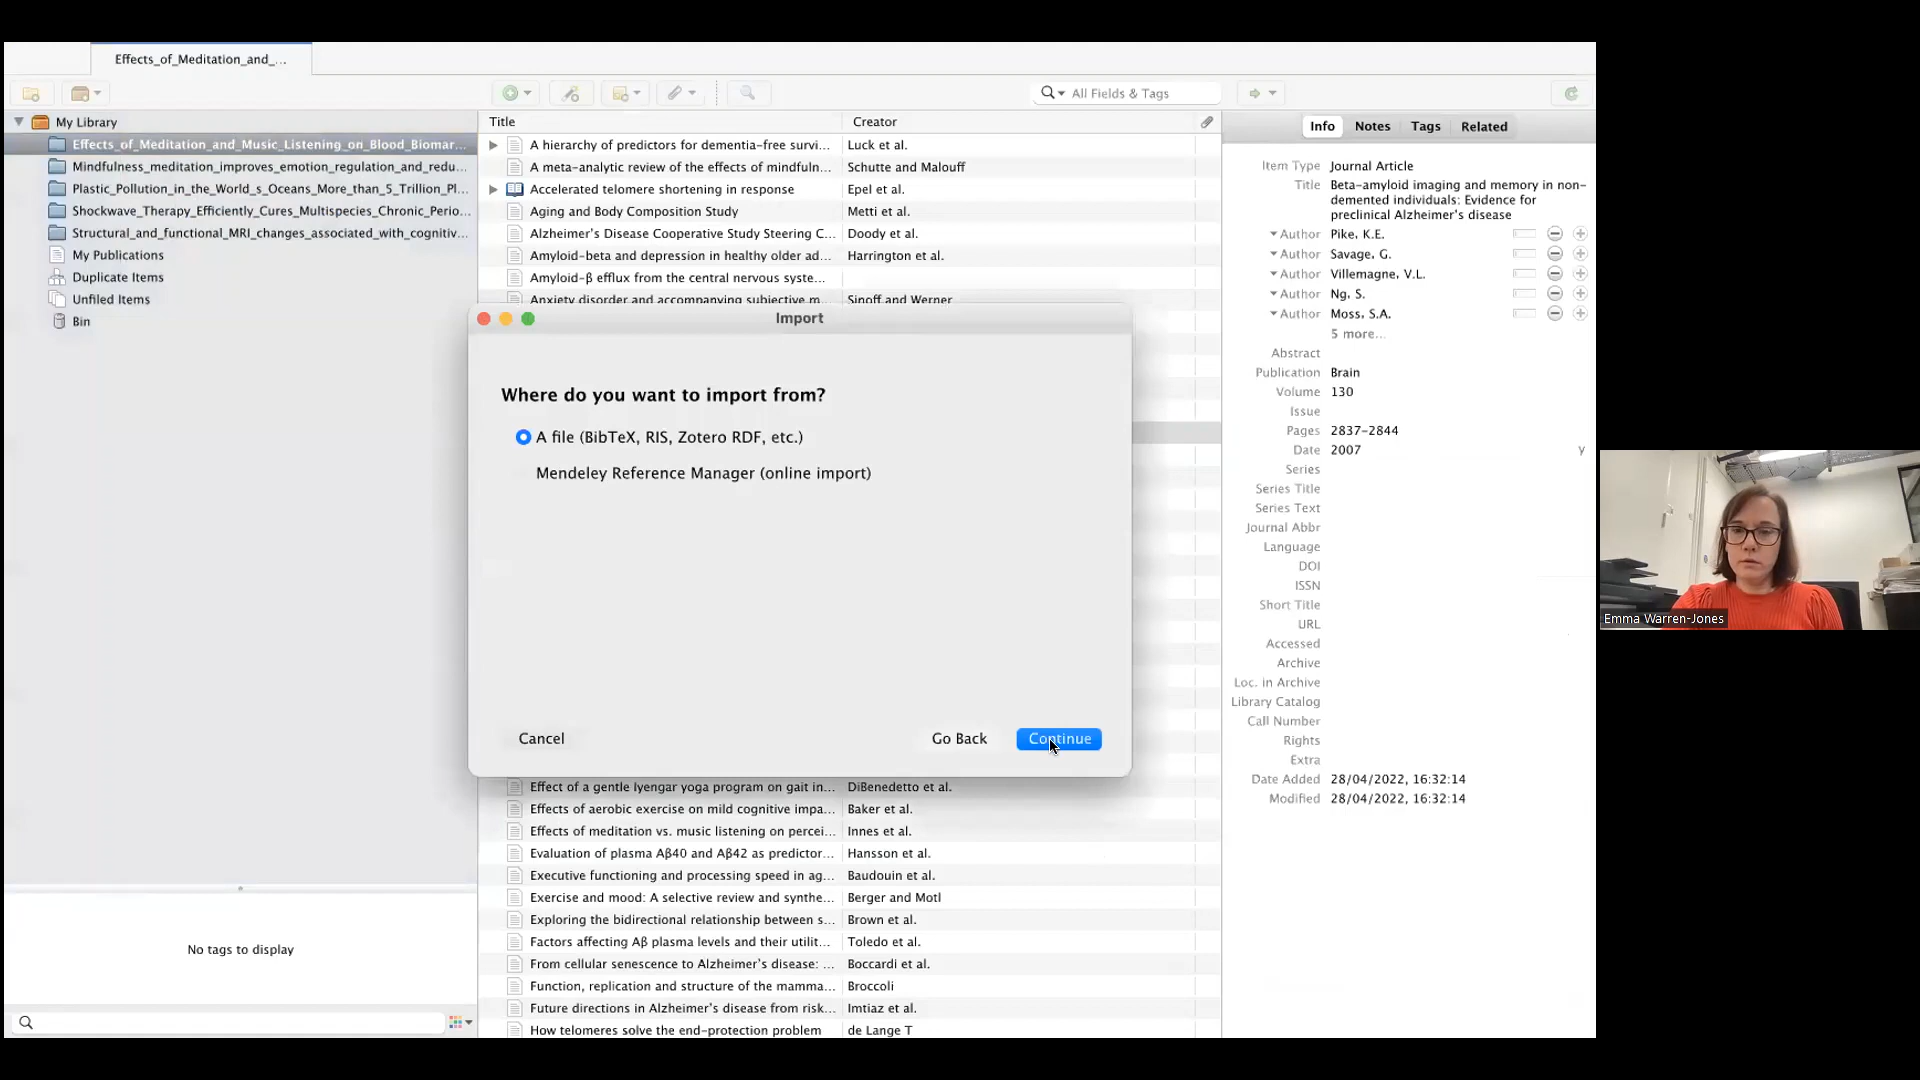 Effects_of_Meditation_and_...
All Fields & Tags
My Library
Effects_of_Meditation_and_Music_Listening_on_Blood_Biomar...
Mindfulness_meditation_improves_emotion_regulation_and_redu...
Plastic_Pollution_in_the_World_s_Oceans_More_than_5_Trillion_Pl...
Shockwave_Therapy_Efficiently_Cures_Multispecies_Chronic_Perio...
Structural_and_functional_MRI_changes_associated_with_cognitiv...
My Publications
Duplicate Items
Unfiled Items
Bin
No tags to display
Title Creator
A hierarchy of predictors for dementia-free survi... Luck et al.
A meta-analytic review of the effects of mindfuln... Schutte and Malouff
Accelerated telomere shortening in response Epel et al.
Aging and Body Composition Study Metti et al.
Alzheimer's Disease Cooperative Study Steering C... Doody et al.
Amyloid-beta and depression in healthy older ad... Harrington et al.
Amyloid-β efflux from the central nervous syste...
Anxiety disorder and accompanying subjective m... Sinoff and Werner
Import
Where do you want to import from?
A file (BibTeX, RIS, Zotero RDF, etc.)
Mendeley Reference Manager (online import)
Cancel Go Back Continue
Effect of a gentle Iyengar yoga program on gait in... DiBenedetto et al.
Effects of aerobic exercise on mild cognitive impa... Baker et al.
Effects of meditation vs. music listening on percei... Innes et al.
Evaluation of plasma Aβ40 and Aβ42 as predictor... Hansson et al.
Executive functioning and processing speed in ag... Baudouin et al.
Exercise and mood: A selective review and synthe... Berger and Motl
Exploring the bidirectional relationship between s... Brown et al.
Factors affecting Aβ plasma levels and their utilit... Toledo et al.
From cellular senescence to Alzheimer's disease: ... Boccardi et al.
Function, replication and structure of the mamma... Broccoli
Future directions in Alzheimer's disease from risk... Imtiaz et al.
How telomeres solve the end-protection problem de Lange T
Info Notes Tags Related
Item Type Journal Article
Title Beta-amyloid imaging and memory in non-
demented individuals: Evidence for
preclinical Alzheimer's disease
Author Pike, K.E.
Author Savage, G.
Author Villemagne, V.L.
Author Ng, S.
Author Moss, S.A.
5 more...
Abstract
Publication Brain
Volume 130
Issue
Pages 2837-2844
Date 2007 y
Series
Series Title
Series Text
Journal Abbr
Language
DOI
ISSN
Short Title
URL
Accessed
Archive
Loc. in Archive
Library Catalog
Call Number
Rights
Extra
Date Added 28/04/2022, 16:32:14
Modified 28/04/2022, 16:32:14
Emma Warren-Jones